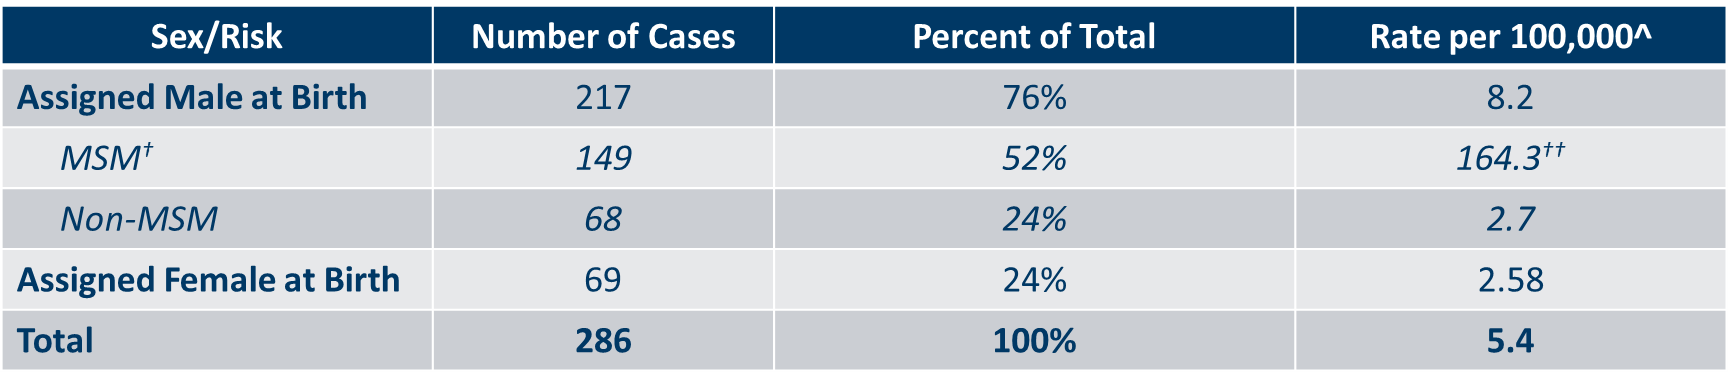 Sex/Risk Number of Cases Percent of Total Rate per 100,000^
Assigned Male at Birth 217 76% 8.2
MSM† 149 52% 164.3††
Non-MSM 68 24% 2.7
Assigned Female at Birth 69 24% 2.58
Total 286 100% 5.4